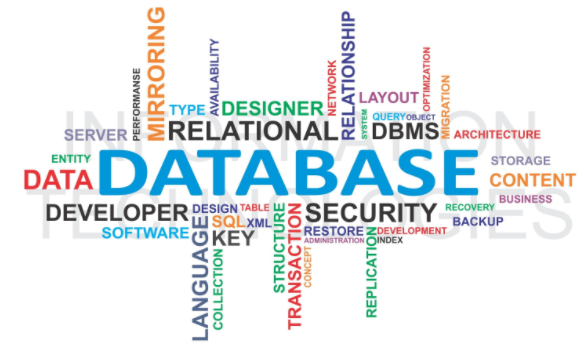 INFORMATION
TECHNOLOGIES
PERFORMANSE
MIRRORING
AVAILABILITY
NETWORK
RELATIONSHIP
OPTIMIZATION
MIGRATION
TYPE
DESIGNER
LAYOUT
SYSTEM
QUERY
OBJECT
SERVER
RELATIONAL
DBMS
ARCHITECTURE
ENTITY
STORAGE
DATA
DATABASE
CONTENT
BUSINESS
DEVELOPER
DESIGN
TABLE
SECURITY
RECOVERY
SOFTWARE
SQL
XML
BACKUP
KEY
RESTORE
DEVELOPMENT
ADMINISTRATION
INDEX
LANGUAGE
COLLECTION
STRUCTURE
TRANSACTION
CONCEPT
REPLICATION